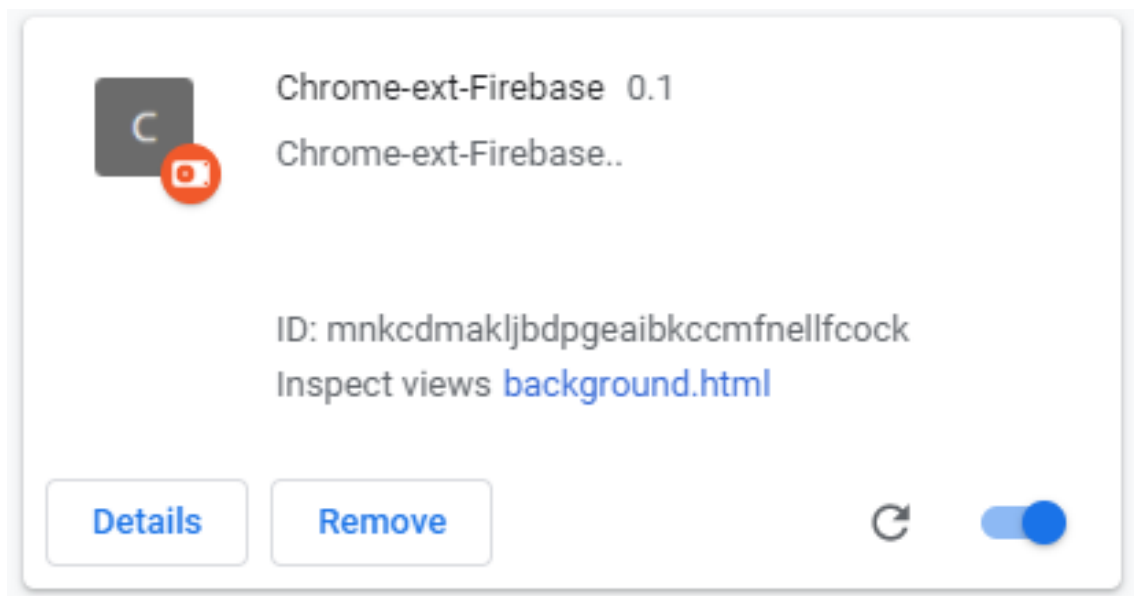 Chrome-ext-Firebase 0.1
C
Chrome-ext-Firebase..
ID: mnkcdmakljbdpgeaibkccmfnellfcock
Inspect views background.html
Details Remove